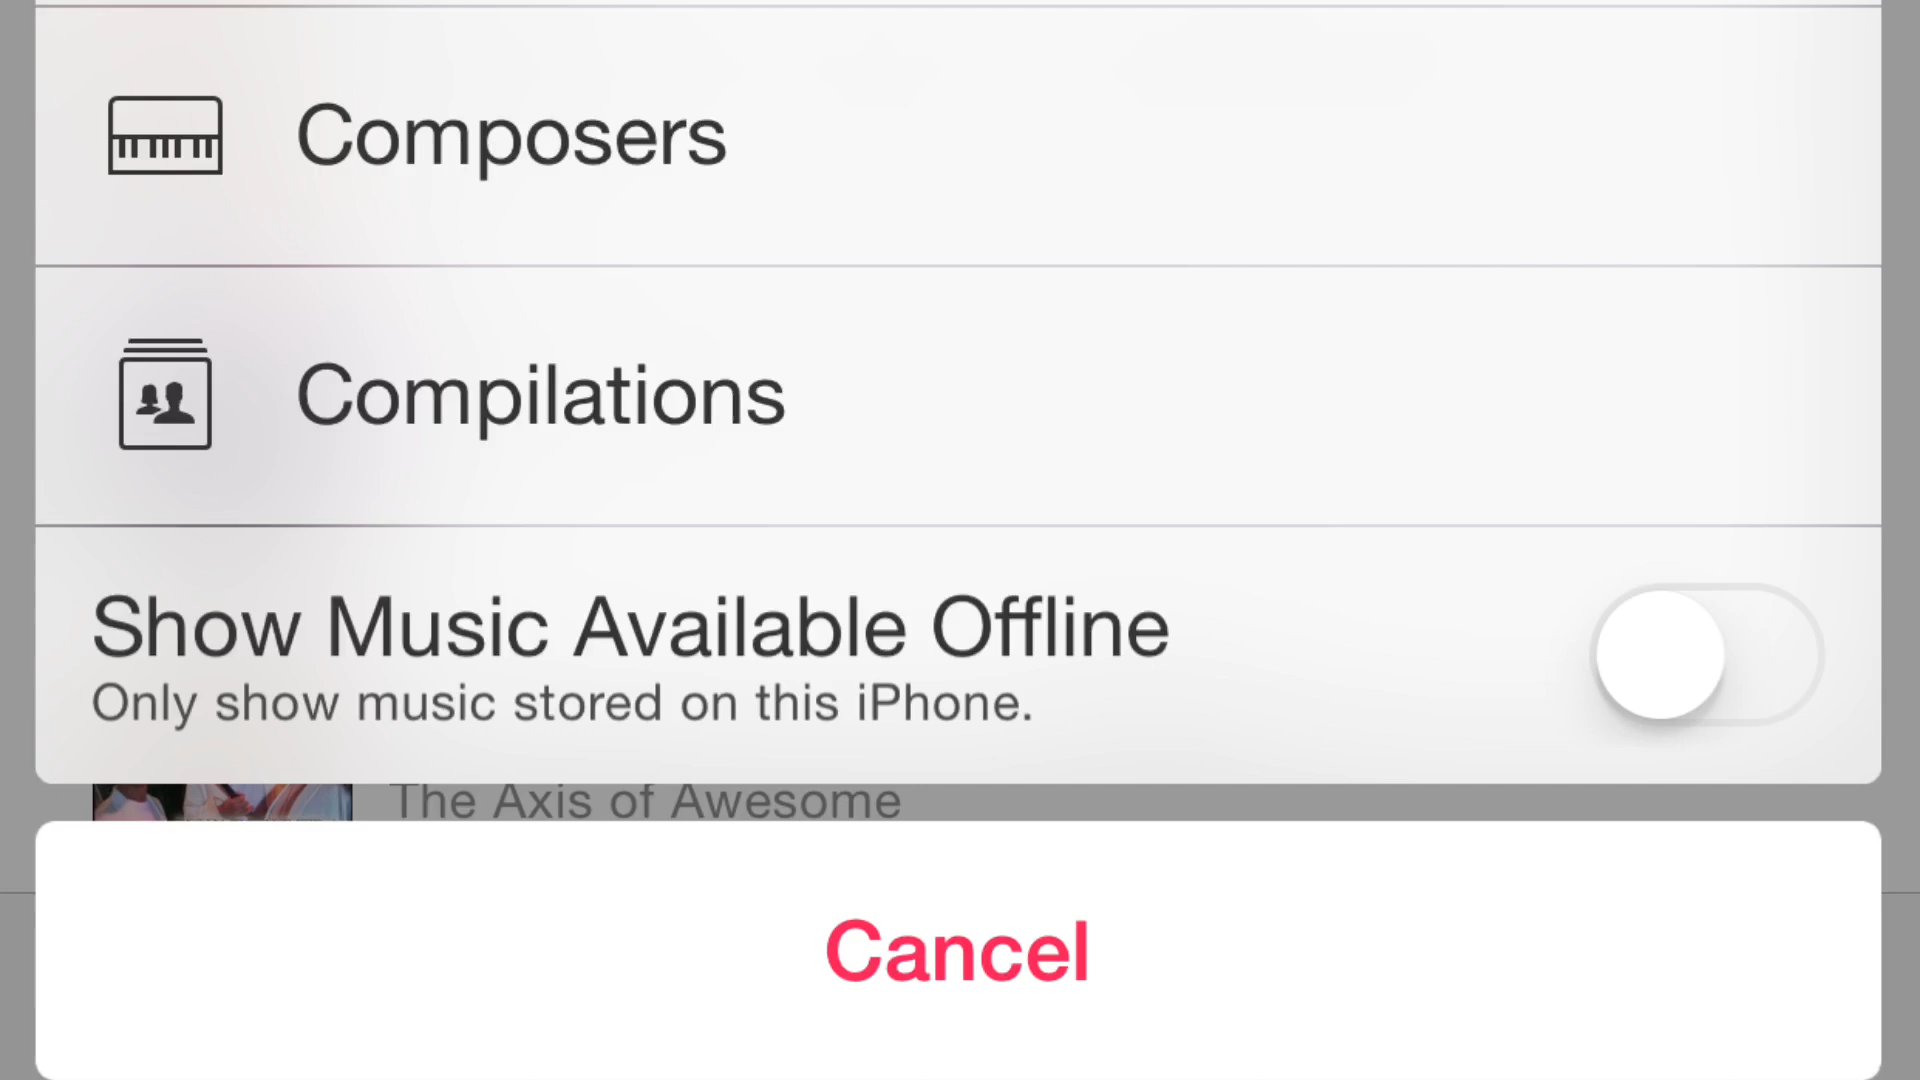 Composers
Compilations
Show Music Available Offline
Only show music stored on this iPhone.
The Axis of Awesome
Cancel